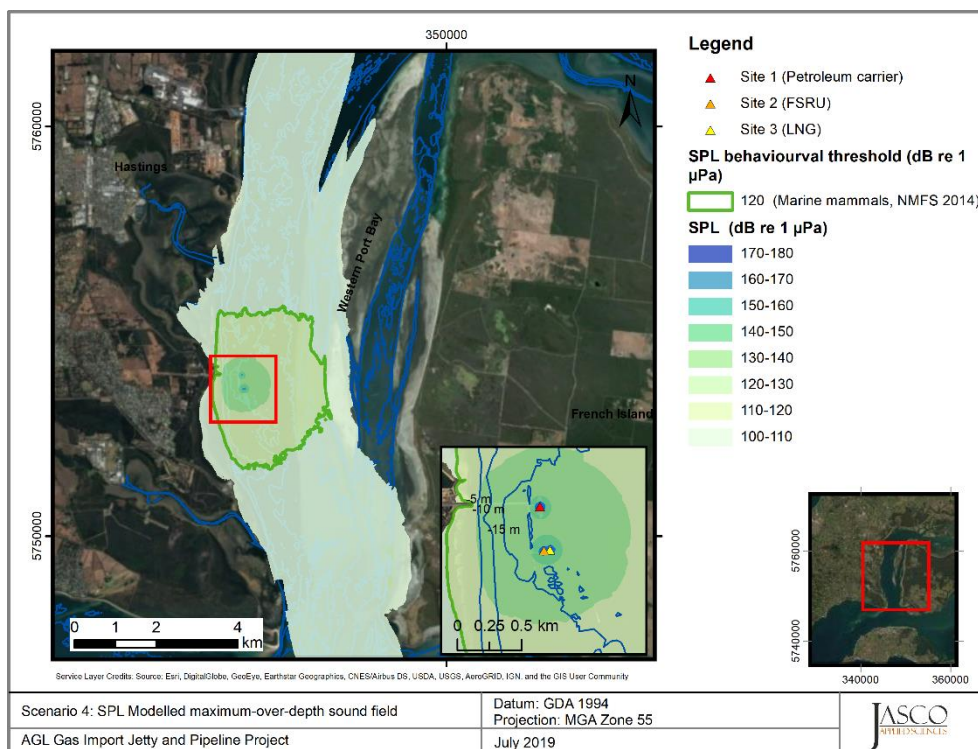 350000
5760000
5750000
Hastings
Western Port Bay
French Island
N
-5 m
-10 m
-15 m
0 1 2 4
km
0 0.25 0.5 km
Service Layer Credits: Source: Esri, DigitalGlobe, GeoEye, Earthstar Geographics, CNES/Airbus DS, USDA, USGS, AeroGRID, IGN, and the GIS User Community
Legend
Site 1 (Petroleum carrier)
Site 2 (FSRU)
Site 3 (LNG)
SPL behaviourval threshold (dB re 1
µPa)
120 (Marine mammals, NMFS 2014)
SPL (dB re 1 µPa)
170-180
160-170
150-160
140-150
130-140
120-130
110-120
100-110
5760000
5740000
340000 360000
Scenario 4: SPL Modelled maximum-over-depth sound field
AGL Gas Import Jetty and Pipeline Project
Datum: GDA 1994
Projection: MGA Zone 55
July 2019
JASCO
APPLIED SCIENCES